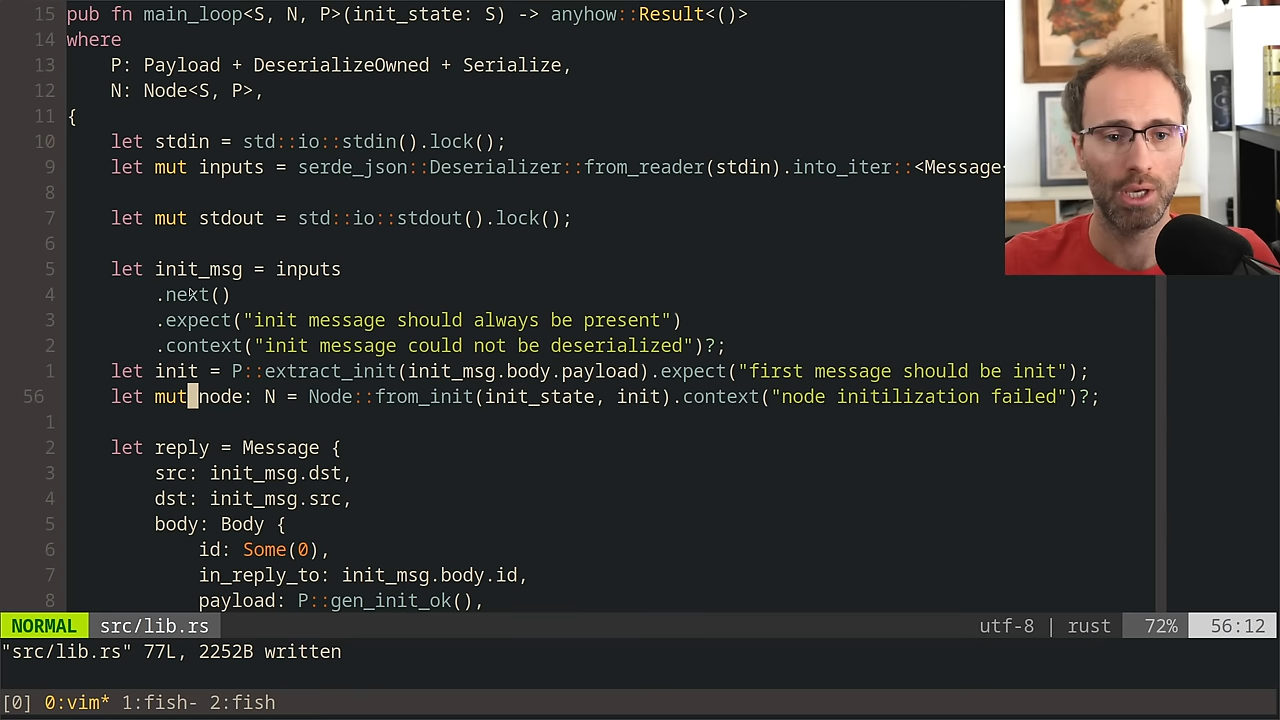 15 pub fn main_loop<S, N, P>(init_state: S) -> anyhow::Result<()>
14 where
13     P: Payload + DeserializeOwned + Serialize,
12     N: Node<S, P>,
11 {
10     let stdin = std::io::stdin().lock();
9     let mut inputs = serde_json::Deserializer::from_reader(stdin).into_iter::<Message
8
7     let mut stdout = std::io::stdout().lock();
6
5     let init_msg = inputs
4         .next()
3         .expect("init message should always be present")
2         .context("init message could not be deserialized")?;
1     let init = P::extract_init(init_msg.body.payload).expect("first message should be init");
56     let mut node: N = Node::from_init(init_state, init).context("node initilization failed")?;
1
2     let reply = Message {
3         src: init_msg.dst,
4         dst: init_msg.src,
5         body: Body {
6             id: Some(0),
7             in_reply_to: init_msg.body.id,
8             payload: P::gen_init_ok(),
NORMAL src/lib.rs utf-8 | rust 72% 56:12
"src/lib.rs" 77L, 2252B written
[0] 0:vim* 1:fish- 2:fish